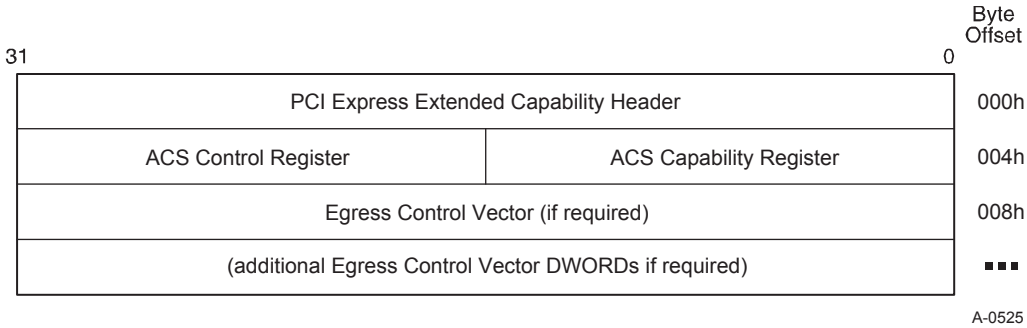 Byte
Offset
31 0
PCI Express Extended Capability Header 000h
ACS Control Register ACS Capability Register 004h
Egress Control Vector (if required) 008h
(additional Egress Control Vector DWORDs if required) ...
A-0525